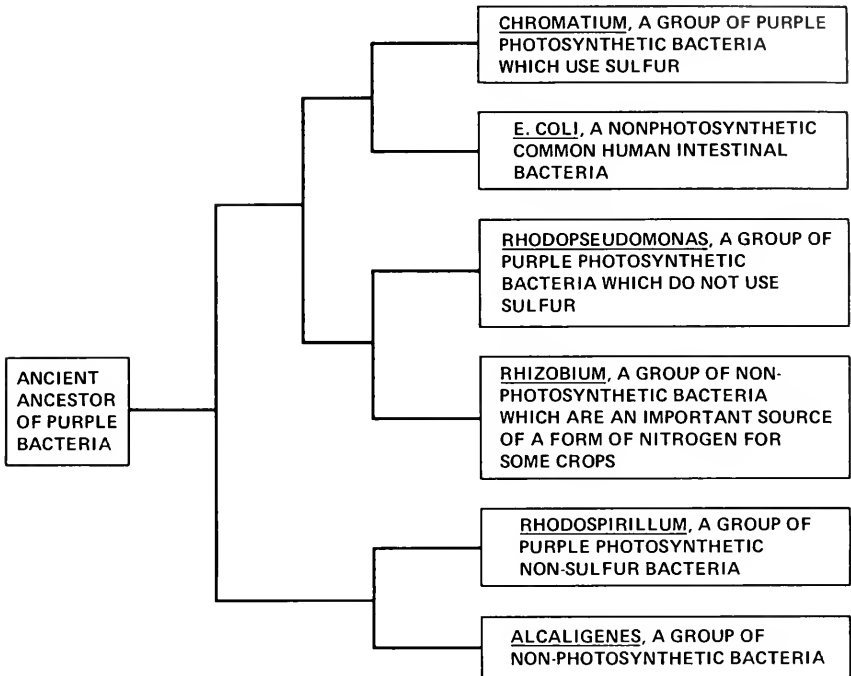 CHROMATIUM, A GROUP OF PURPLE
PHOTOSYNTHETIC BACTERIA
WHICH USE SULFUR
E. COLI, A NONPHOTOSYNTHETIC
COMMON HUMAN INTESTINAL
BACTERIA
RHODOPSEUDOMONAS, A GROUP OF
PURPLE PHOTOSYNTHETIC
BACTERIA WHICH DO NOT USE
SULFUR
ANCIENT
ANCESTOR
OF PURPLE
BACTERIA
RHIZOBIUM, A GROUP OF NON-
PHOTOSYNTHETIC BACTERIA
WHICH ARE AN IMPORTANT SOURCE
OF A FORM OF NITROGEN FOR
SOME CROPS
RHODOSPIRILLUM, A GROUP OF
PURPLE PHOTOSYNTHETIC
NON-SULFUR BACTERIA
ALCALIGENES, A GROUP OF
NON-PHOTOSYNTHETIC BACTERIA